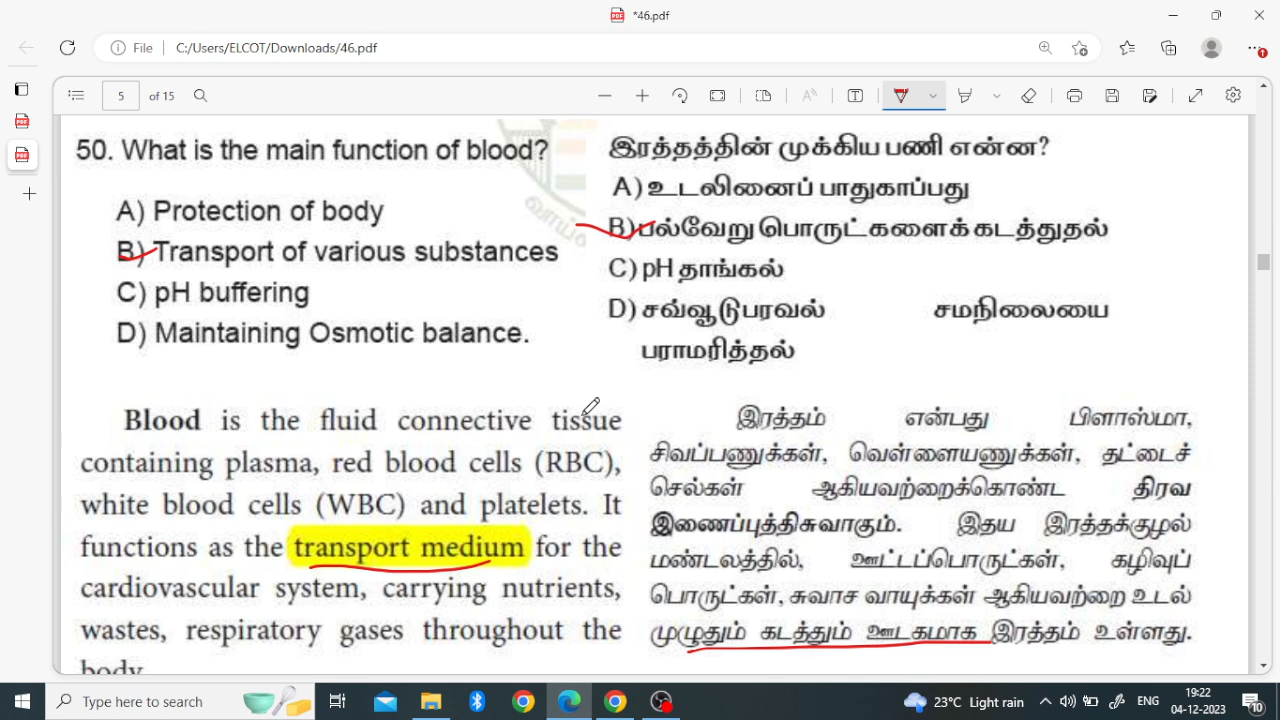 *46.pdf
File
C:/Users/ELCOT/Downloads/46.pdf
5
of 15
50. What is the main function of blood?
A) Protection of body
B) Transport of various substances
C) pH buffering
D) Maintaining Osmotic balance.
இரத்தத்தின் முக்கிய பணி என்ன?
A) உடலினைப் பாதுகாப்பது
B) பல்வேறு பொருட்களைக் கடத்துதல்
C) pH தாங்கல்
D) சவ்வூடுபரவல் சமநிலையை
பராமரித்தல்
Blood is the fluid connective tissue
containing plasma, red blood cells (RBC),
white blood cells (WBC) and platelets. It
functions as the transport medium for the
cardiovascular system, carrying nutrients,
wastes, respiratory gases throughout the
body
இரத்தம் என்பது பிளாஸ்மா,
சிவப்பணுக்கள், வெள்ளையணுக்கள், தட்டைச்
செல்கள் ஆகியவற்றைக்கொண்ட திரவ
இணைப்புத்திசுவாகும். இதய இரத்தக்குழல்
மண்டலத்தில், ஊட்டப்பொருட்கள், கழிவுப்
பொருட்கள், சுவாச வாயுக்கள் ஆகியவற்றை உடல்
முழுதும் கடத்தும் ஊடகமாக இரத்தம் உள்ளது.
Type here to search
23°C Light rain
ENG
19:22
04-12-2023
10